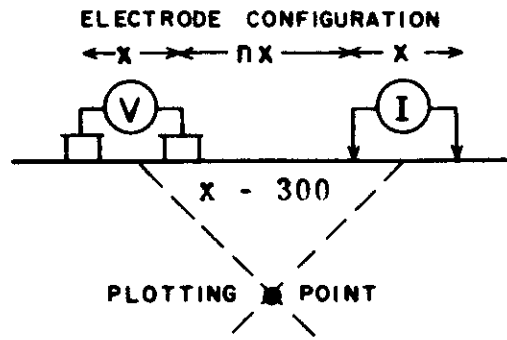 ELECTRODE CONFIGURATION
x nx x
V I
x - 300
PLOTTING POINT